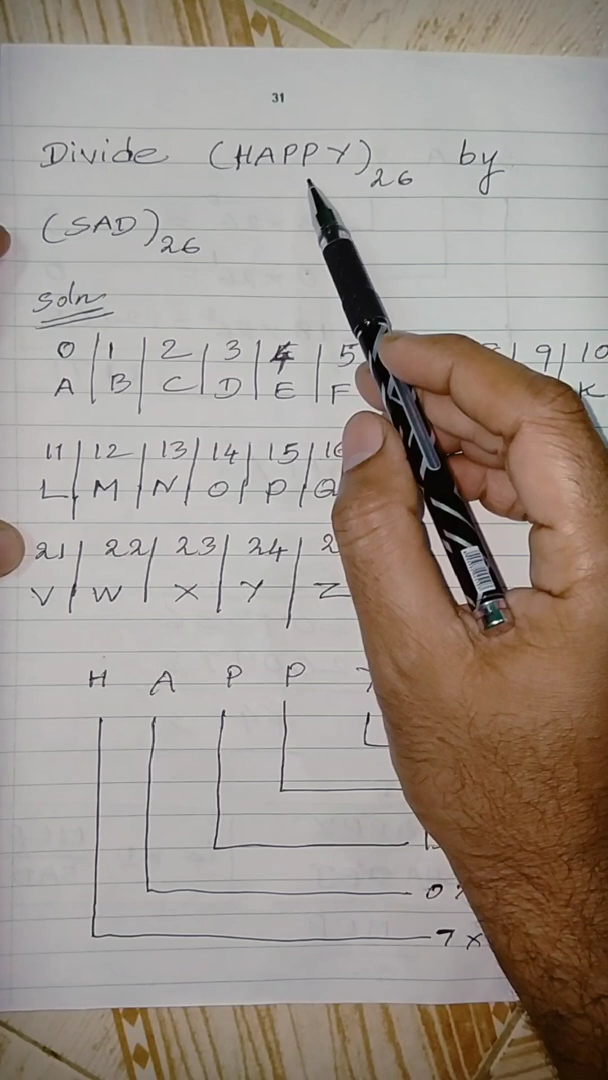 31
Divide (HAPPY)26 by
(SAD)26
Soln
0 | 1 | 2 | 3 | 4 | 5 | 9 | 10
A | B | C | D | E | F K
11 | 12 | 13 | 14 | 15 |
L | M | N | O | P | Q
21 | 22 | 23 | 24 |
V | W | X | Y | Z
H A P P
0 ×
7 ×